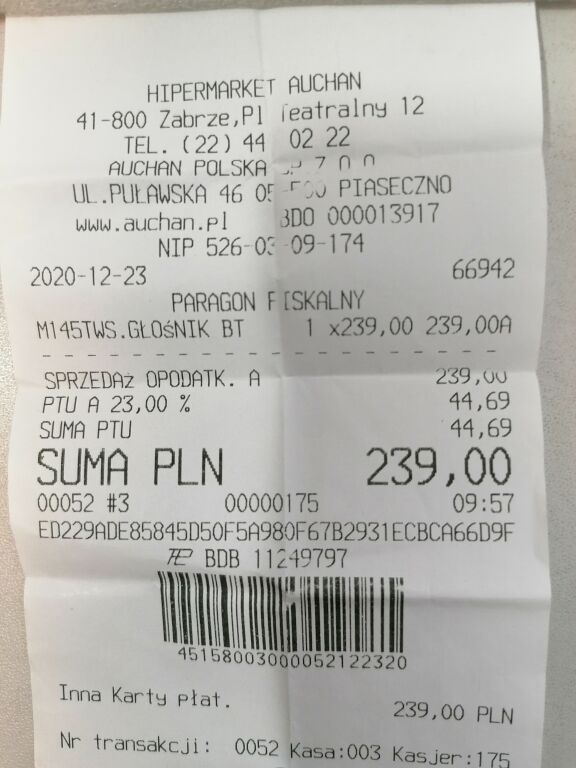 HIPERMARKET AUCHAN
41-800 Zabrze,Pl Teatralny 12
TEL. (22) 44 02 22
AUCHAN POLSKA
UL.PUŁAWSKA 46 05-500 PIASECZNO
www.auchan.pl BDO 000013917
NIP 526-03-09-174
2020-12-23 66942
PARAGON FISKALNY
M145TWS.GŁOśNIK BT 1 x239,00 239,00A
SPRZEDAż OPODATK. A 239,00
PTU A 23,00 % 44,69
SUMA PTU 44,69
SUMA PLN 239,00
00052 #3 00000175 09:57
ED229ADE85845D50F5A980F67B2931ECBCA66D9F
BDB 11249797
45158003000052122320
Inna Karty płat. 239,00 PLN
Nr transakcji: 0052 Kasa:003 Kasjer:175